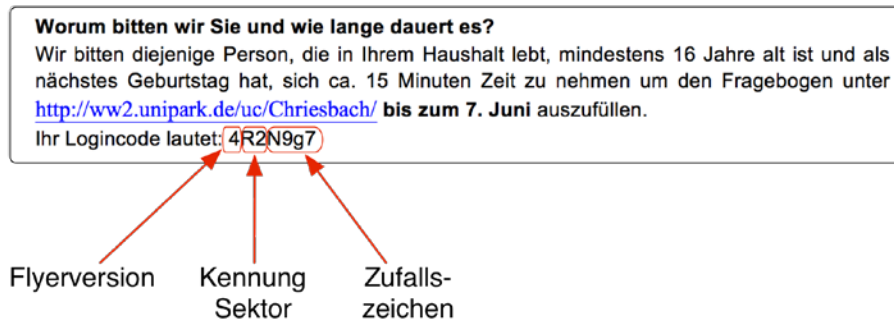 Worum bitten wir Sie und wie lange dauert es?
Wir bitten diejenige Person, die in Ihrem Haushalt lebt, mindestens 16 Jahre alt ist und als
nächstes Geburtstag hat, sich ca. 15 Minuten Zeit zu nehmen um den Fragebogen unter
http://ww2.unipark.de/uc/Chriesbach/ bis zum 7. Juni auszufüllen.
Ihr Logincode lautet: 4R2N9g7
Flyerversion Kennung Zufalls-
Sektor zeichen